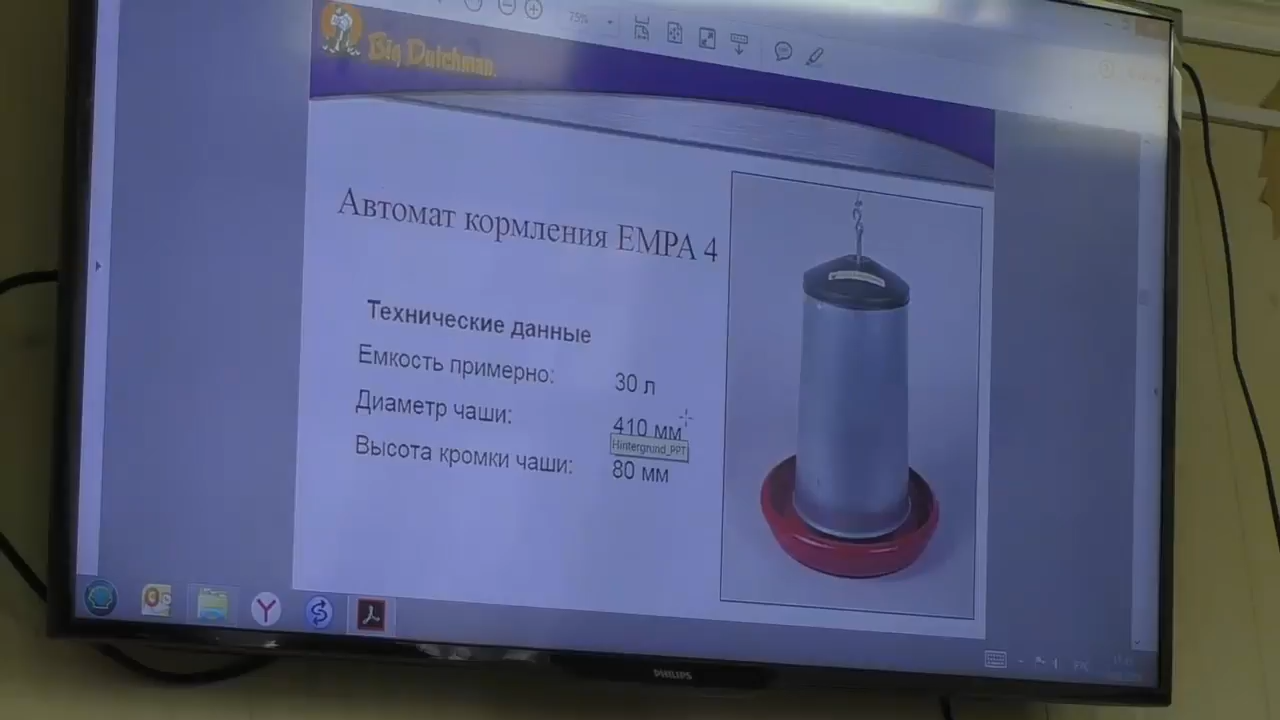 75%
Big Dutchman.
Автомат кормления EMPA 4
Технические данные
Емкость примерно: 30 л
Диаметр чаши: 410 мм
Hintergrund_PPT
Высота кромки чаши: 80 мм
PHILIPS